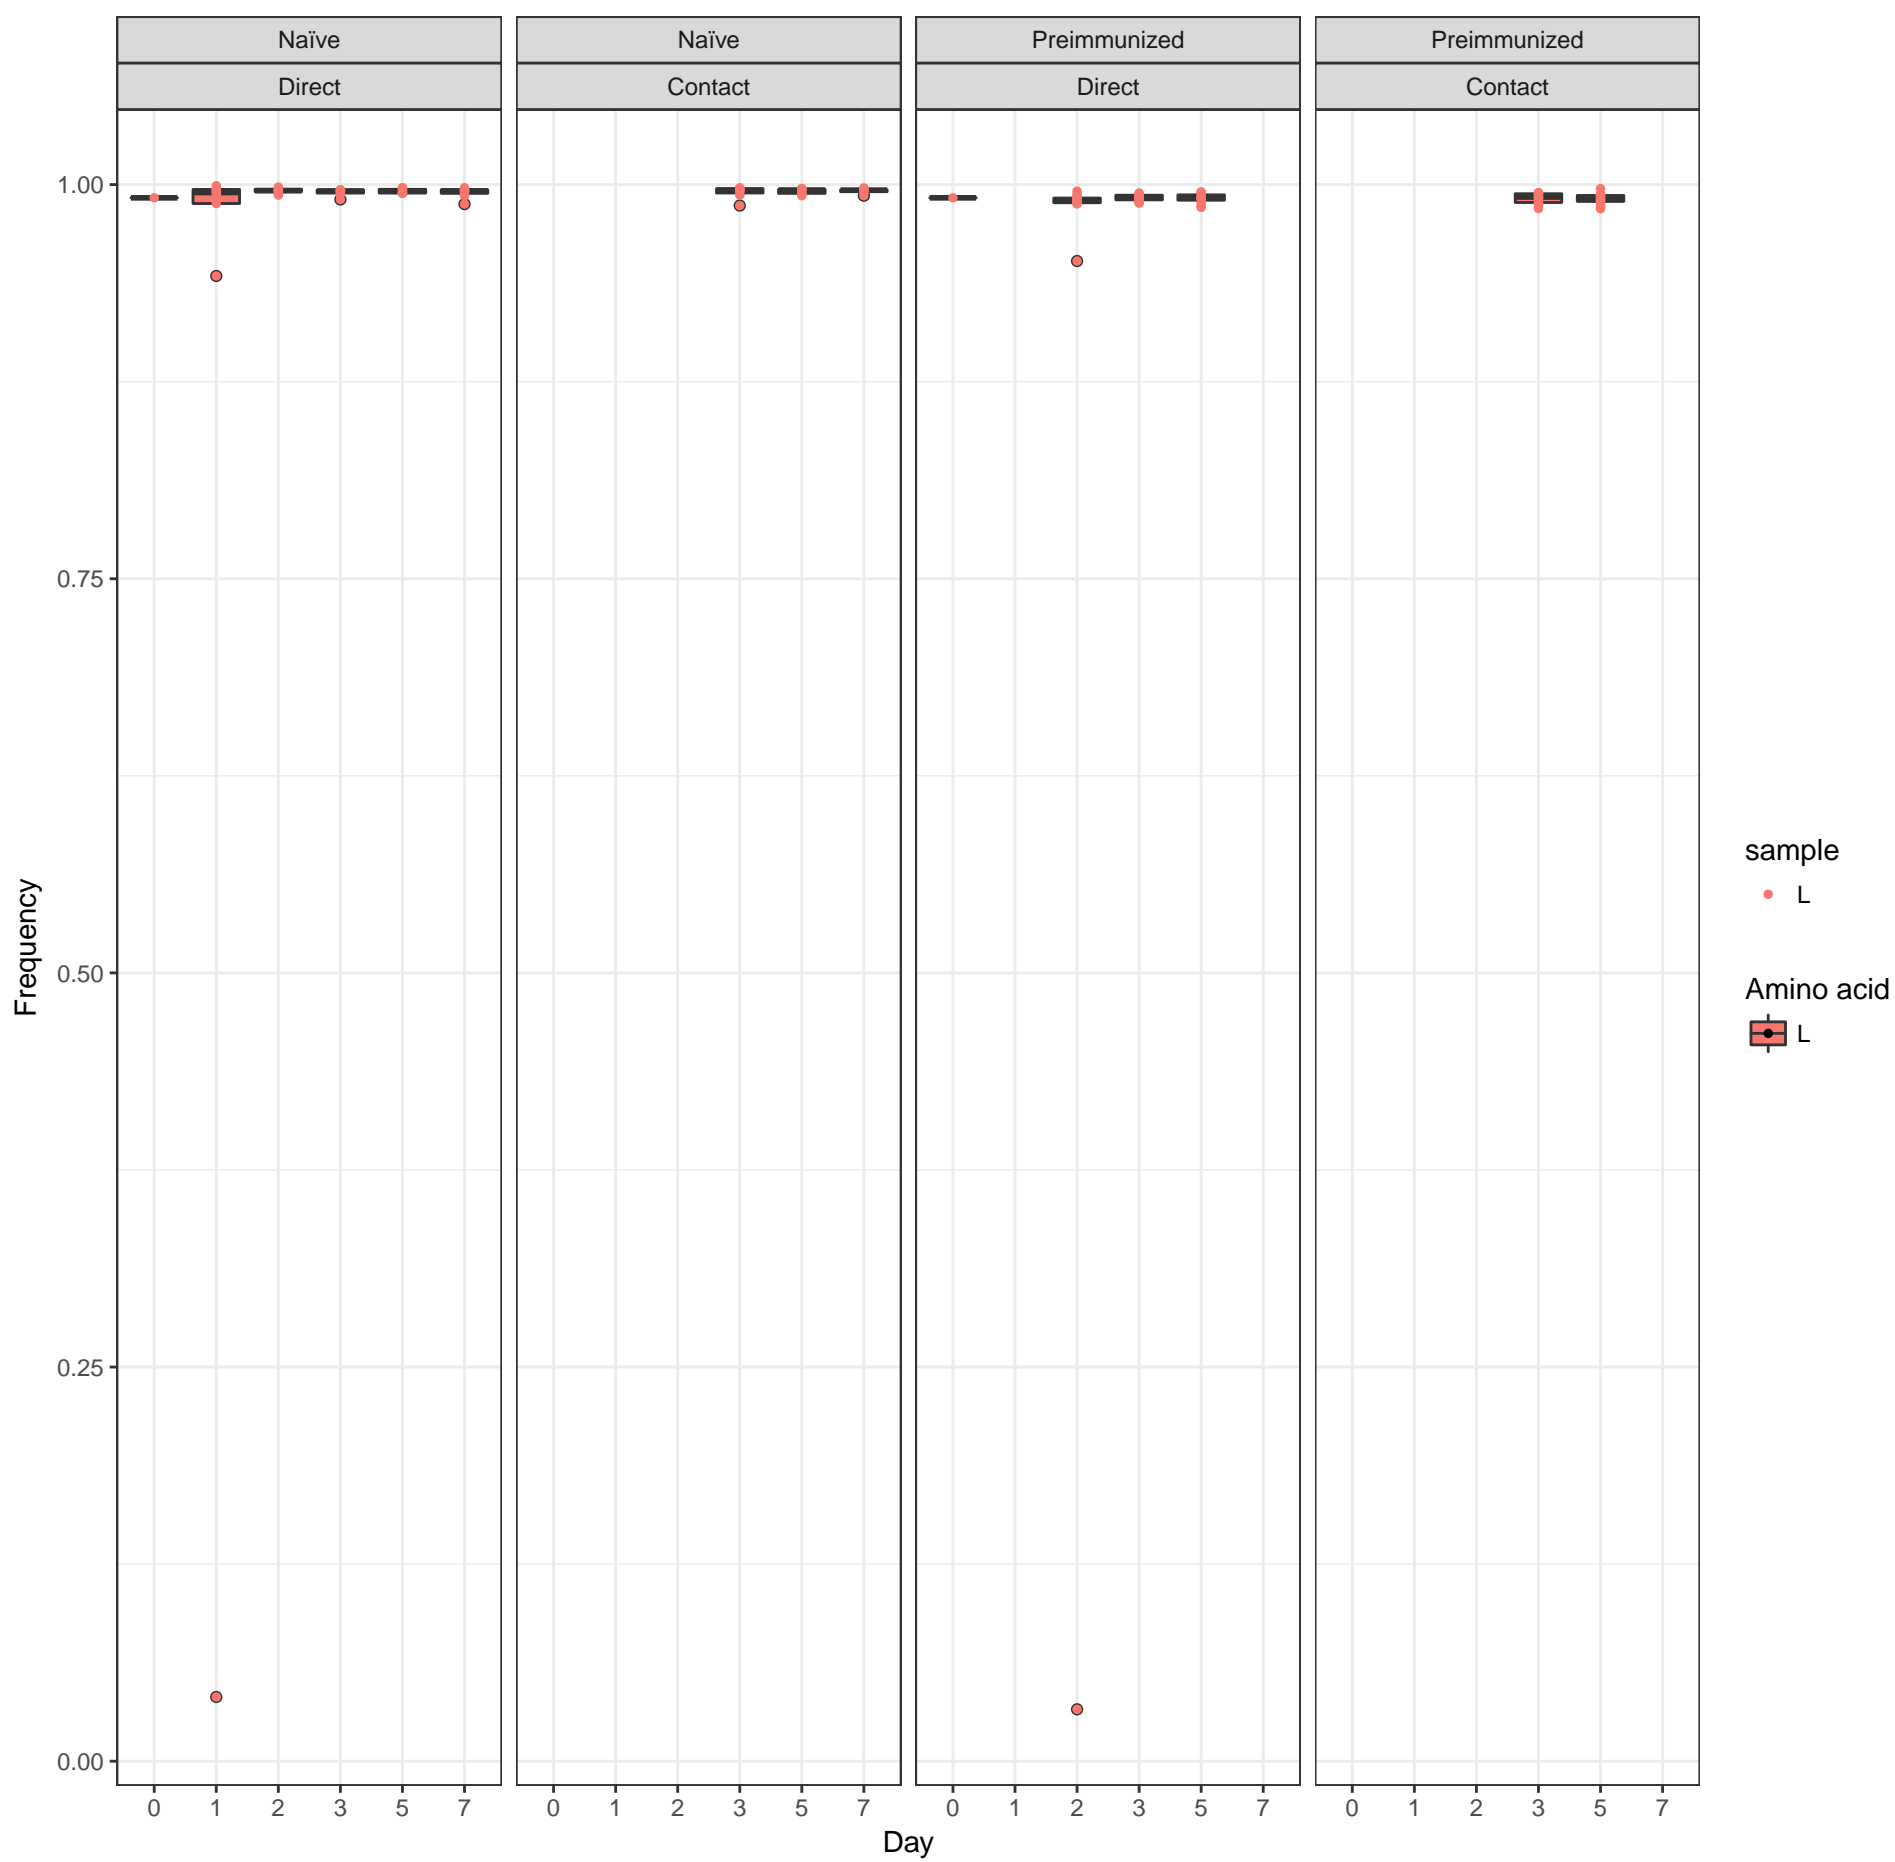 Naïve Naïve Preimmunized Preimmunized
Direct Contact Direct Contact
1.00
0.75
0.50
0.25
0.00
Frequency
0 1 2 3 5 7 0 1 2 3 5 7 0 1 2 3 5 7 0 1 2 3 5 7
Day
sample
L
Amino acid
L